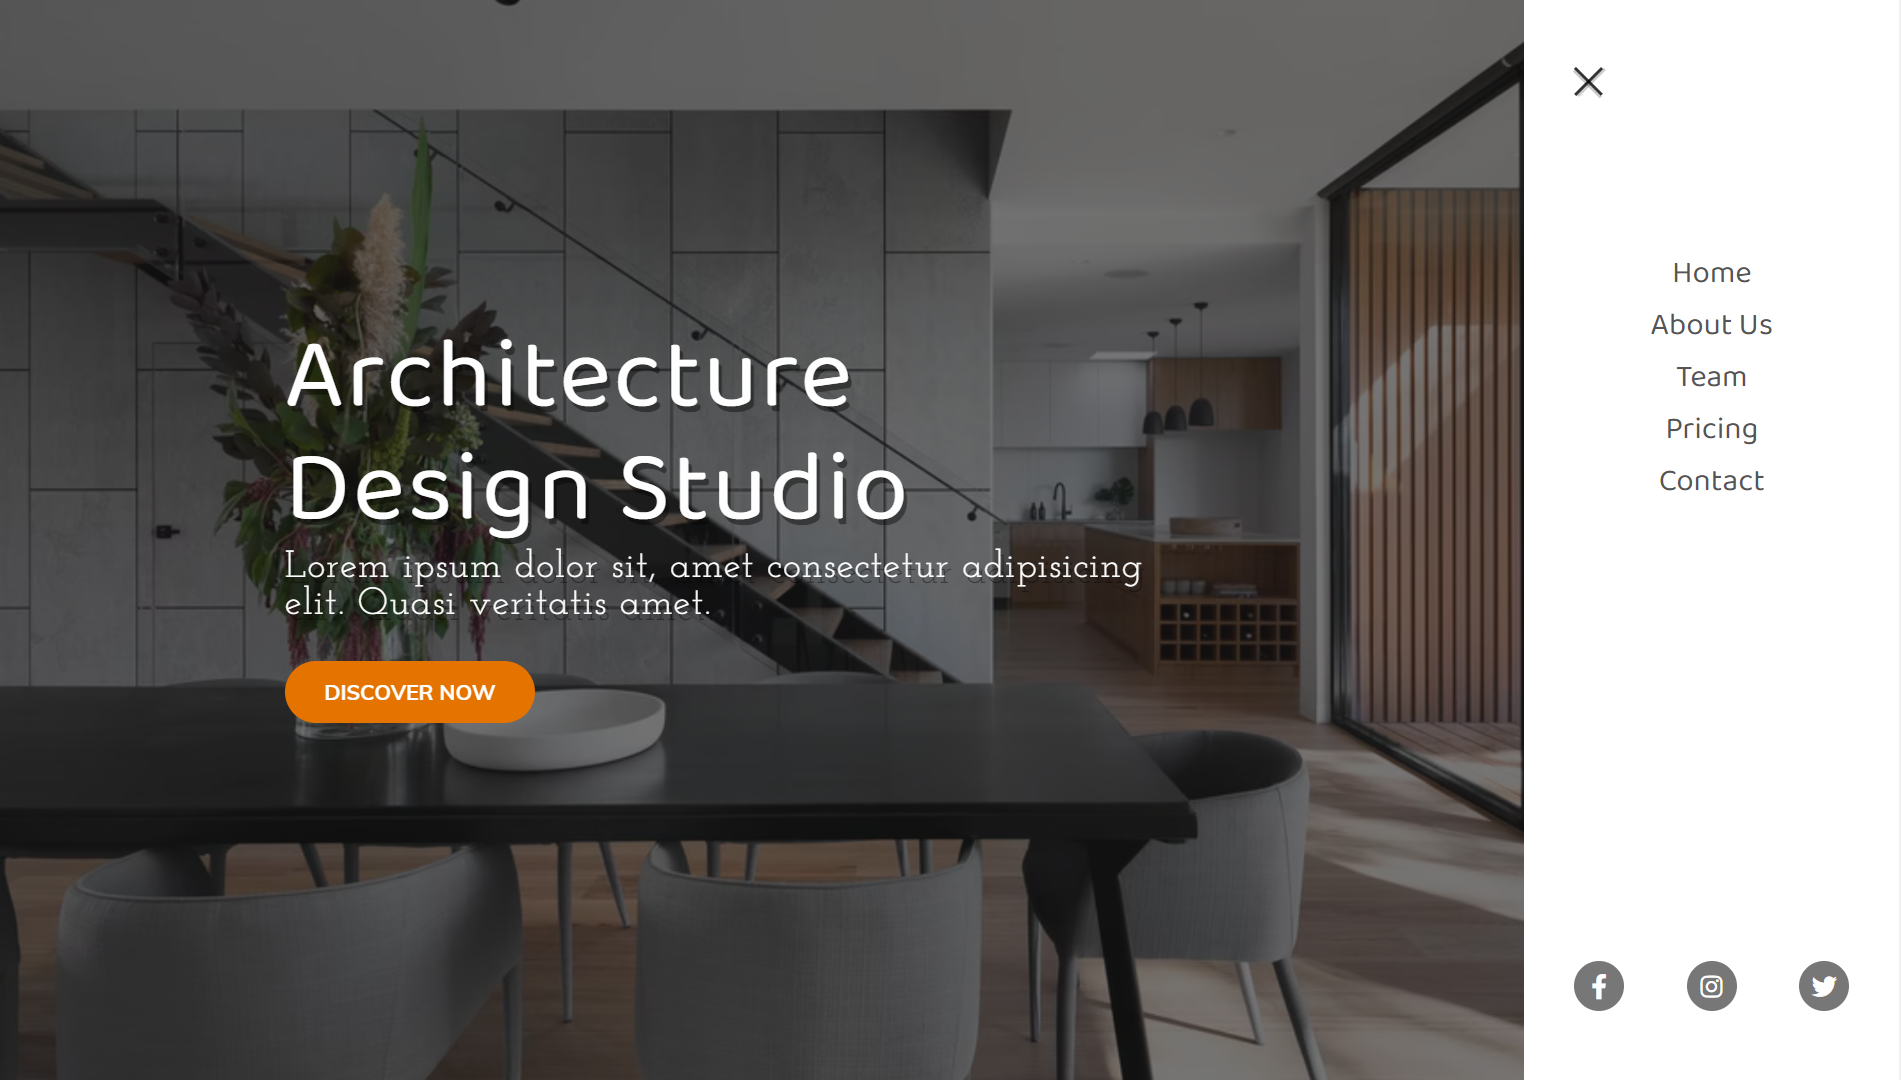 Architecture
Design Studio
Lorem ipsum dolor sit, amet consectetur adipisicing
elit. Quasi veritatis amet.
DISCOVER NOW
Home
About Us
Team
Pricing
Contact